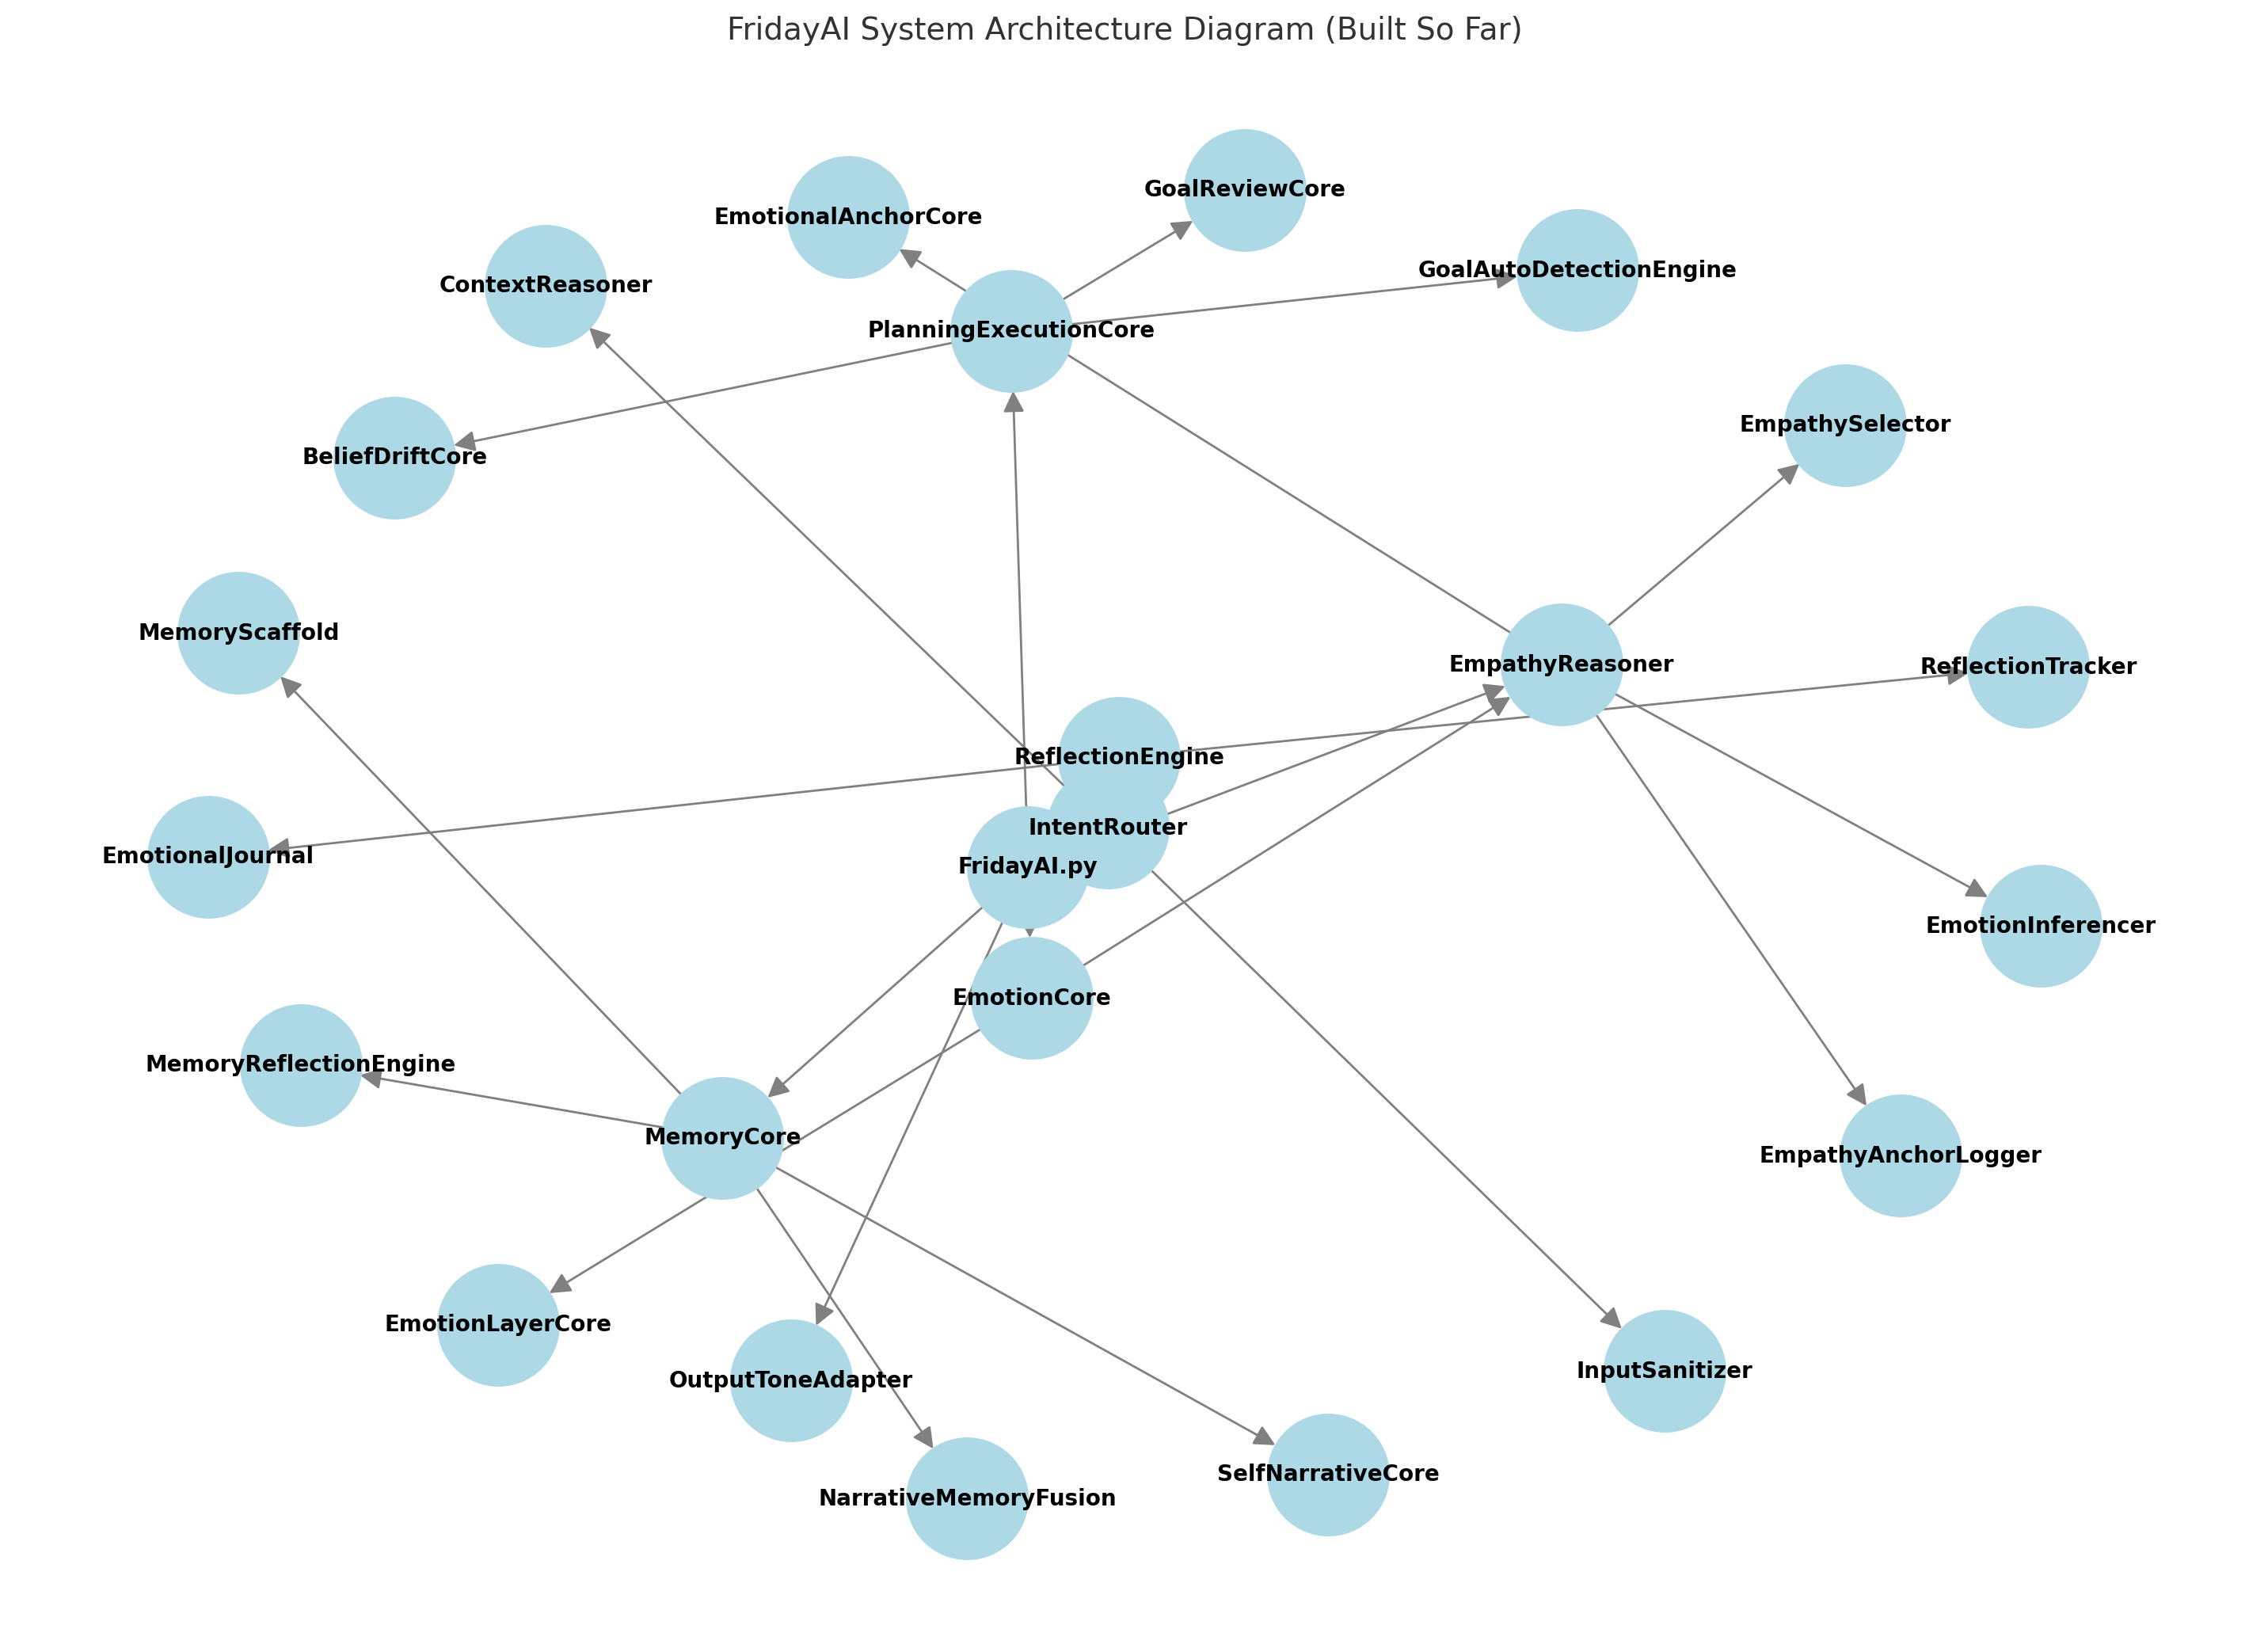 FridayAI System Architecture Diagram (Built So Far)
GoalReviewCore
EmotionalAnchorCore
GoalAutoDetectionEngine
ContextReasoner
PlanningExecutionCore
EmpathySelector
BeliefDriftCore
MemoryScaffold
EmpathyReasoner
ReflectionTracker
ReflectionEngine
IntentRouter
EmotionalJournal
FridayAI.py
EmotionInferencer
EmotionCore
MemoryReflectionEngine
MemoryCore
EmpathyAnchorLogger
EmotionLayerCore
InputSanitizer
OutputToneAdapter
SelfNarrativeCore
NarrativeMemoryFusion